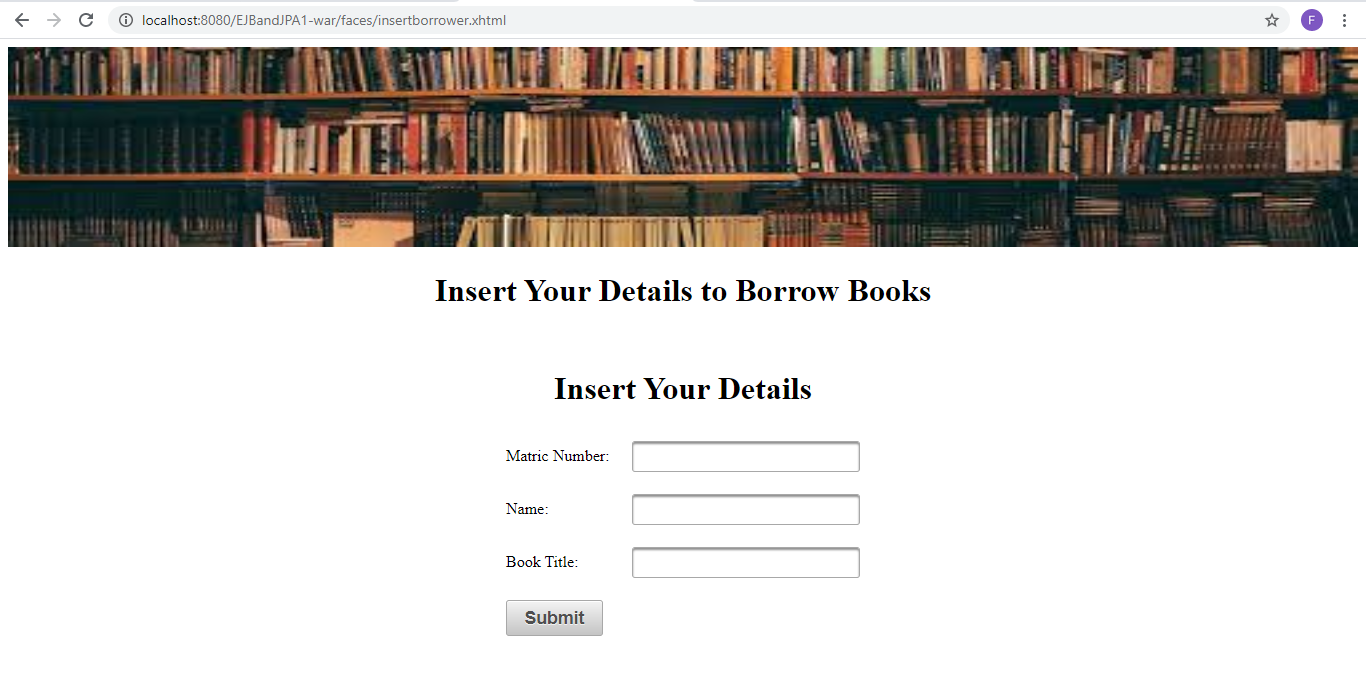 localhost:8080/EJBandJPA1-war/faces/insertborrower.xhtml
F
Insert Your Details to Borrow Books
Insert Your Details
Matric Number:
Name:
Book Title:
Submit